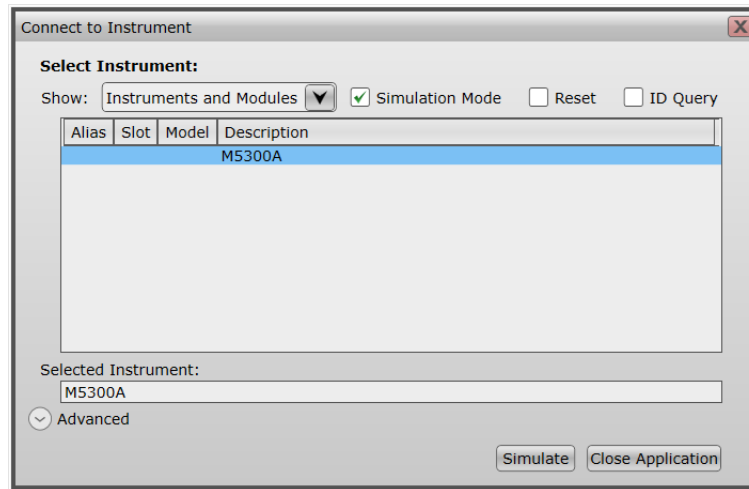 Connect to Instrument
Select Instrument:
Show: Instruments and Modules Simulation Mode Reset ID Query
Alias Slot Model Description
M5300A
Selected Instrument:
M5300A
Advanced
Simulate Close Application